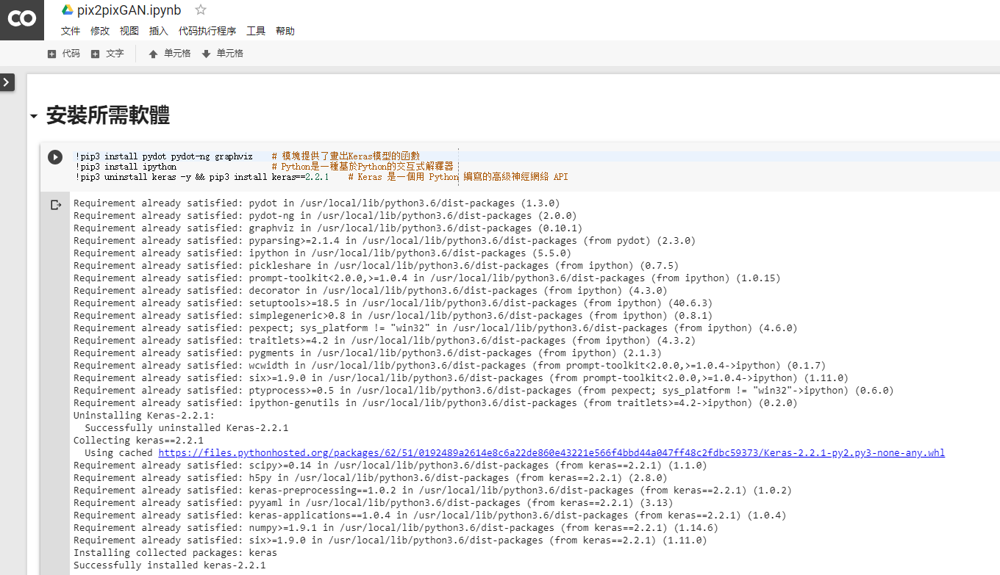 CO pix2pixGAN.ipynb
文件 修改 视图 插入 代码执行程序 工具 帮助
代码 文字 单元格 单元格
安裝所需軟體
!pip3 install pydot pydot-ng graphviz # 模塊提供了畫出Keras模型的函數
!pip3 install ipython # Python是一種基於Python的交互式解釋器
!pip3 uninstall keras -y && pip3 install keras==2.2.1 # Keras 是一個用 Python 編寫的高級神經網絡 API
Requirement already satisfied: pydot in /usr/local/lib/python3.6/dist-packages (1.3.0)
Requirement already satisfied: pydot-ng in /usr/local/lib/python3.6/dist-packages (2.0.0)
Requirement already satisfied: graphviz in /usr/local/lib/python3.6/dist-packages (0.10.1)
Requirement already satisfied: pyparsing>=2.1.4 in /usr/local/lib/python3.6/dist-packages (from pydot) (2.3.0)
Requirement already satisfied: ipython in /usr/local/lib/python3.6/dist-packages (5.5.0)
Requirement already satisfied: pickleshare in /usr/local/lib/python3.6/dist-packages (from ipython) (0.7.5)
Requirement already satisfied: prompt-toolkit<2.0.0,>=1.0.4 in /usr/local/lib/python3.6/dist-packages (from ipython) (1.0.15)
Requirement already satisfied: decorator in /usr/local/lib/python3.6/dist-packages (from ipython) (4.3.0)
Requirement already satisfied: setuptools>=18.5 in /usr/local/lib/python3.6/dist-packages (from ipython) (40.6.3)
Requirement already satisfied: simplegeneric>0.8 in /usr/local/lib/python3.6/dist-packages (from ipython) (0.8.1)
Requirement already satisfied: pexpect; sys_platform != "win32" in /usr/local/lib/python3.6/dist-packages (from ipython) (4.6.0)
Requirement already satisfied: traitlets>=4.2 in /usr/local/lib/python3.6/dist-packages (from ipython) (4.3.2)
Requirement already satisfied: pygments in /usr/local/lib/python3.6/dist-packages (from ipython) (2.1.3)
Requirement already satisfied: wcwidth in /usr/local/lib/python3.6/dist-packages (from prompt-toolkit<2.0.0,>=1.0.4->ipython) (0.1.7)
Requirement already satisfied: six>=1.9.0 in /usr/local/lib/python3.6/dist-packages (from prompt-toolkit<2.0.0,>=1.0.4->ipython) (1.11.0)
Requirement already satisfied: ptyprocess>=0.5 in /usr/local/lib/python3.6/dist-packages (from pexpect; sys_platform != "win32"->ipython) (0.6.0)
Requirement already satisfied: ipython-genutils in /usr/local/lib/python3.6/dist-packages (from traitlets>=4.2->ipython) (0.2.0)
Uninstalling Keras-2.2.1:
Successfully uninstalled Keras-2.2.1
Collecting keras==2.2.1
Using cached https://files.pythonhosted.org/packages/62/51/0192489a2614e8c6a22de860e43221e566f4bbd44a047ff48c2fdbc59373/Keras-2.2.1-py2.py3-none-any.whl
Requirement already satisfied: scipy>=0.14 in /usr/local/lib/python3.6/dist-packages (from keras==2.2.1) (1.1.0)
Requirement already satisfied: h5py in /usr/local/lib/python3.6/dist-packages (from keras==2.2.1) (2.8.0)
Requirement already satisfied: keras-preprocessing==1.0.2 in /usr/local/lib/python3.6/dist-packages (from keras==2.2.1) (1.0.2)
Requirement already satisfied: pyyaml in /usr/local/lib/python3.6/dist-packages (from keras==2.2.1) (3.13)
Requirement already satisfied: keras-applications==1.0.4 in /usr/local/lib/python3.6/dist-packages (from keras==2.2.1) (1.0.4)
Requirement already satisfied: numpy>=1.9.1 in /usr/local/lib/python3.6/dist-packages (from keras==2.2.1) (1.14.6)
Requirement already satisfied: six>=1.9.0 in /usr/local/lib/python3.6/dist-packages (from keras==2.2.1) (1.11.0)
Installing collected packages: keras
Successfully installed keras-2.2.1